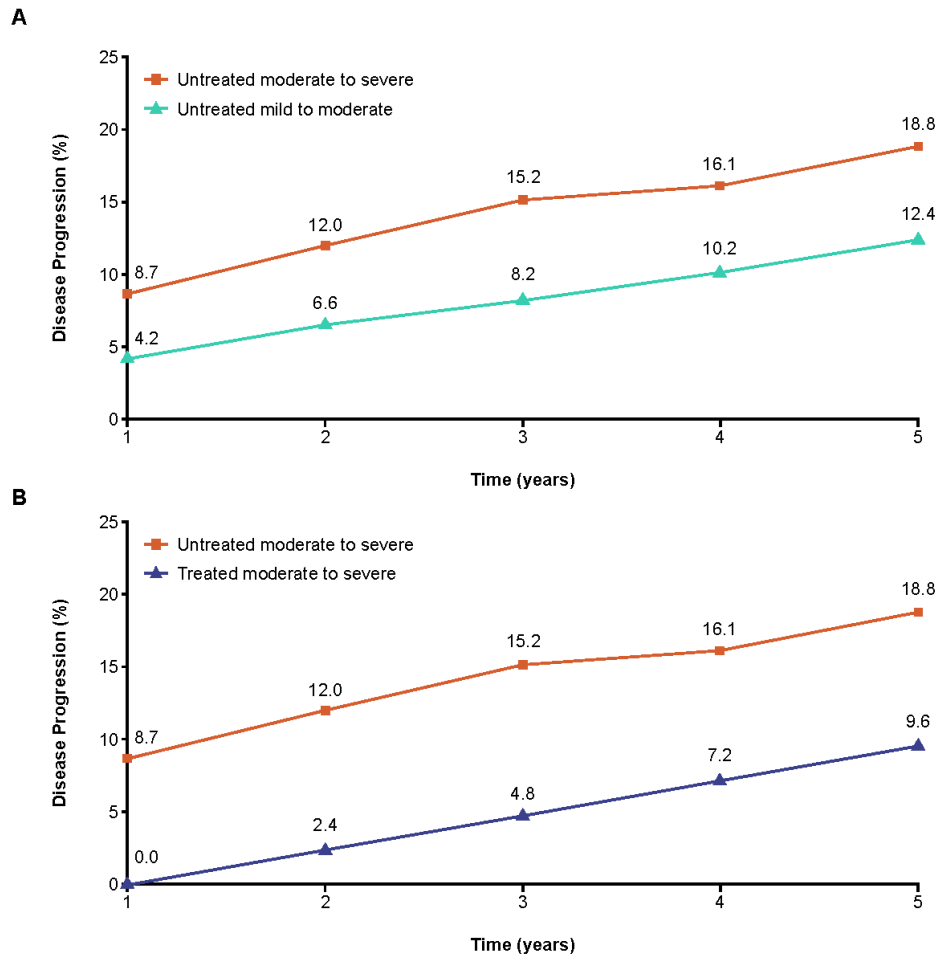 A
25
Untreated moderate to severe
Untreated mild to moderate
20
18.8
16.1
15.2
15
12.0
12.4
10.2
10
8.7
8.2
6.6
5
4.2
0
1 2 3 4 5
Disease Progression (%)
Time (years)
B
25
Untreated moderate to severe
Treated moderate to severe
20
18.8
16.1
15.2
15
12.0
10
8.7
9.6
7.2
5
4.8
2.4
0.0
0
1 2 3 4 5
Disease Progression (%)
Time (years)